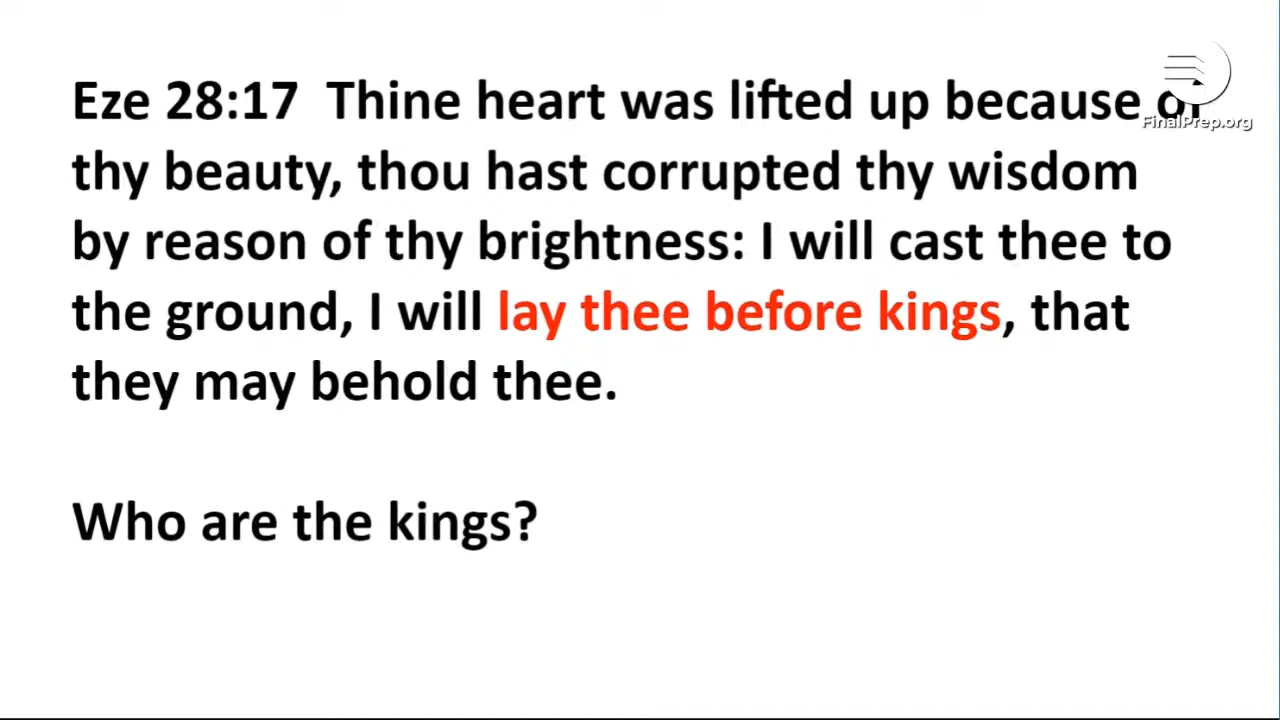 Eze 28:17 Thine heart was lifted up because of
FinalPrep.org
thy beauty, thou hast corrupted thy wisdom
by reason of thy brightness: I will cast thee to
the ground, I will lay thee before kings, that
they may behold thee.
Who are the kings?